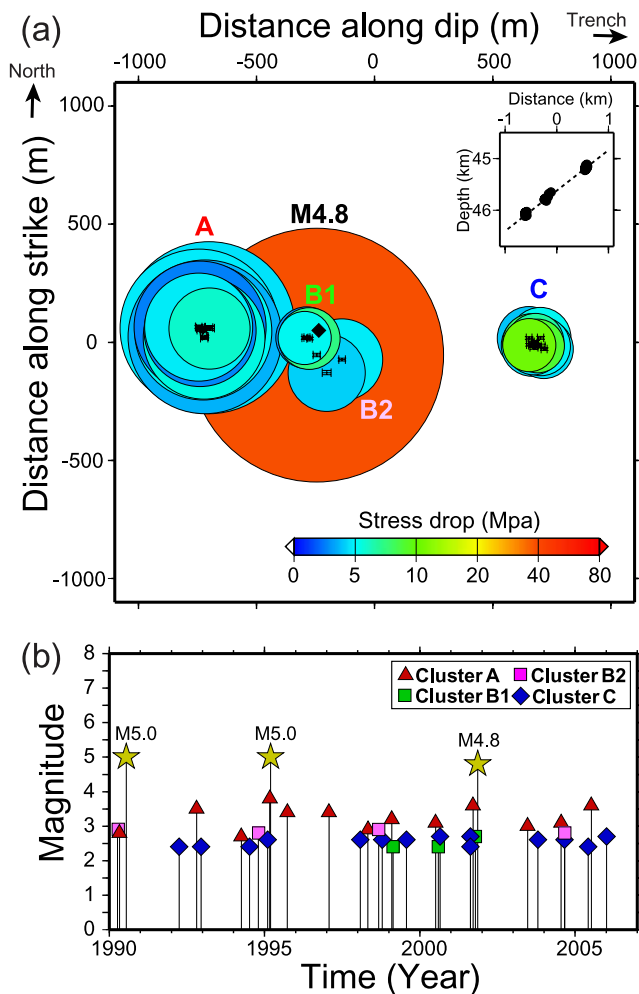 (a)
Distance along dip (m)
Trench
North
-1000 -500 0 500 1000
Distance along strike (m)
1000
500
0
-500
-1000
Distance (km)
-1 0 1
Depth (km)
-45
-46
A
M4.8
B1
B2
C
Stress drop (Mpa)
0 5 10 20 40 80
(b)
Magnitude
8
7
6
5
4
3
2
1
0
Cluster A
Cluster B2
Cluster B1
Cluster C
M5.0
M5.0
M4.8
1990 1995 2000 2005
Time (Year)